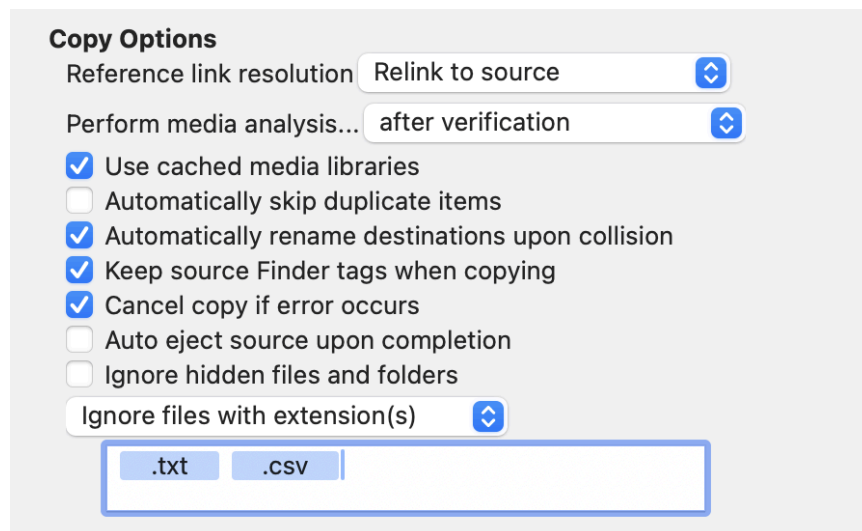 Copy Options
Reference link resolution Relink to source
Perform media analysis... after verification
Use cached media libraries
Automatically skip duplicate items
Automatically rename destinations upon collision
Keep source Finder tags when copying
Cancel copy if error occurs
Auto eject source upon completion
Ignore hidden files and folders
Ignore files with extension(s)
.txt .csv